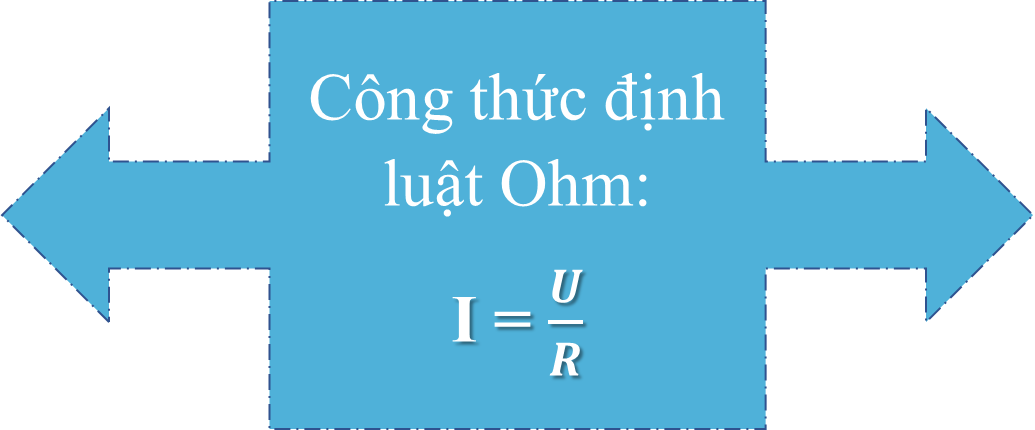 Công thức định
luật Ohm:
I = U/R